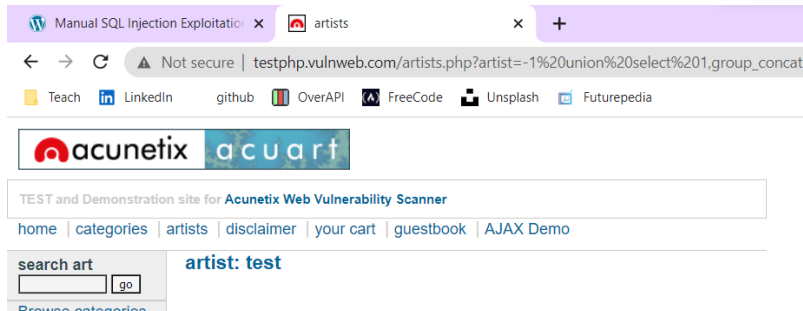 Manual SQL Injection Exploitation
artists
Not secure | testphp.vulnweb.com/artists.php?artist=-1%20union%20select%201,group_concat
Teach LinkedIn github OverAPI FreeCode Unsplash Futurepedia
acunetix acuart
TEST and Demonstration site for Acunetix Web Vulnerability Scanner
home | categories | artists | disclaimer | your cart | guestbook | AJAX Demo
search art
go
artist: test
Browse categories